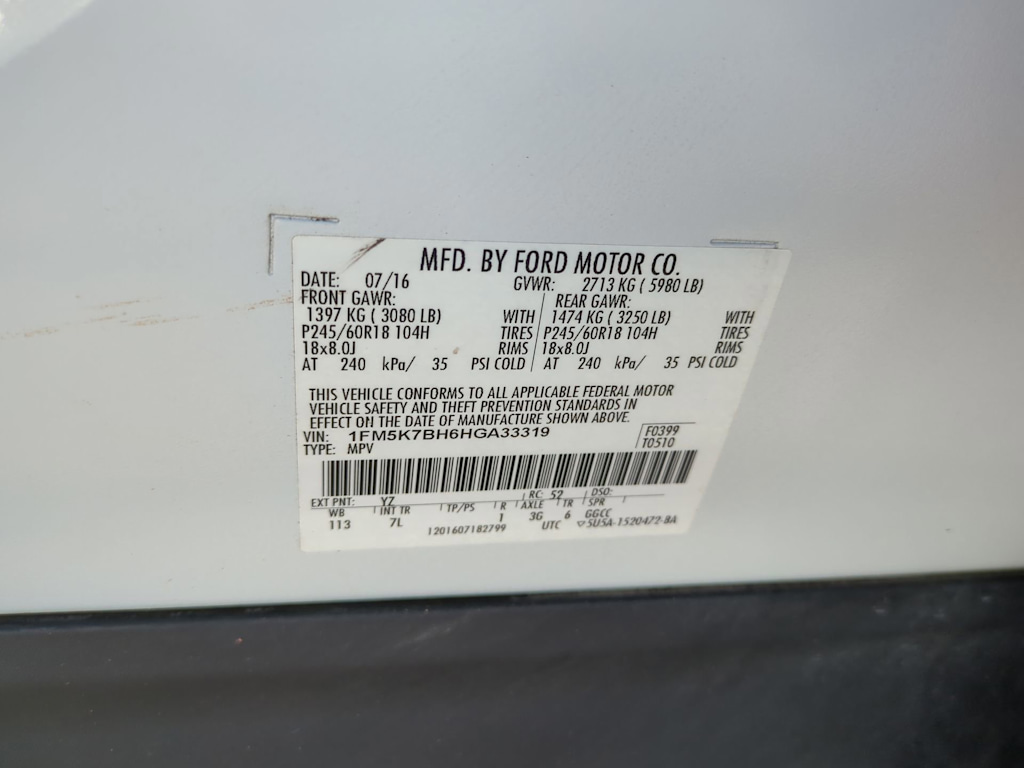 MFD. BY FORD MOTOR CO.
DATE: 07/16 GVWR: 2713 KG ( 5980 LB)
FRONT GAWR: REAR GAWR:
1397 KG ( 3080 LB) WITH 1474 KG ( 3250 LB) WITH
P245/60R18 104H TIRES P245/60R18 104H TIRES
18x8.0J RIMS 18x8.0J RIMS
AT 240 kPa/ 35 PSI COLD AT 240 kPa/ 35 PSI COLD
THIS VEHICLE CONFORMS TO ALL APPLICABLE FEDERAL MOTOR
VEHICLE SAFETY AND THEFT PREVENTION STANDARDS IN
EFFECT ON THE DATE OF MANUFACTURE SHOWN ABOVE.
VIN: 1FM5K7BH6HGA33319 F0399
TYPE: MPV T0510
EXT PNT: YZ RC: 52 DSO:
WB INT TR TP/PS R AXLE TR SPR
113 7L 1 3G 6 GGCC
1201607182799 UTC 5USA-1520472-BA